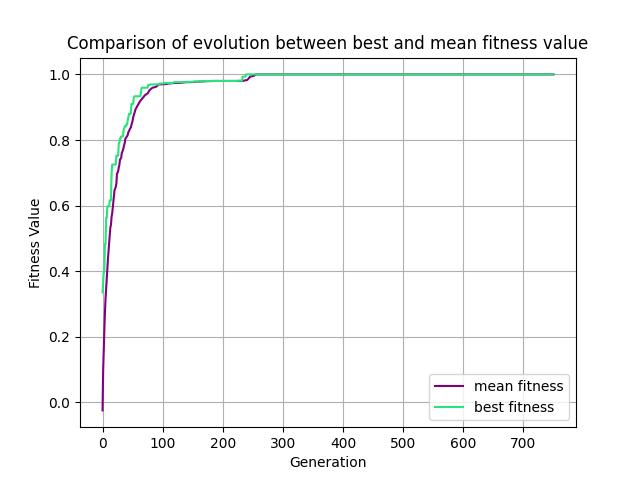 Comparison of evolution between best and mean fitness value
1.0
0.8
0.6
0.4
0.2
0.0
Fitness Value
0 100 200 300 400 500 600 700
Generation
mean fitness
best fitness